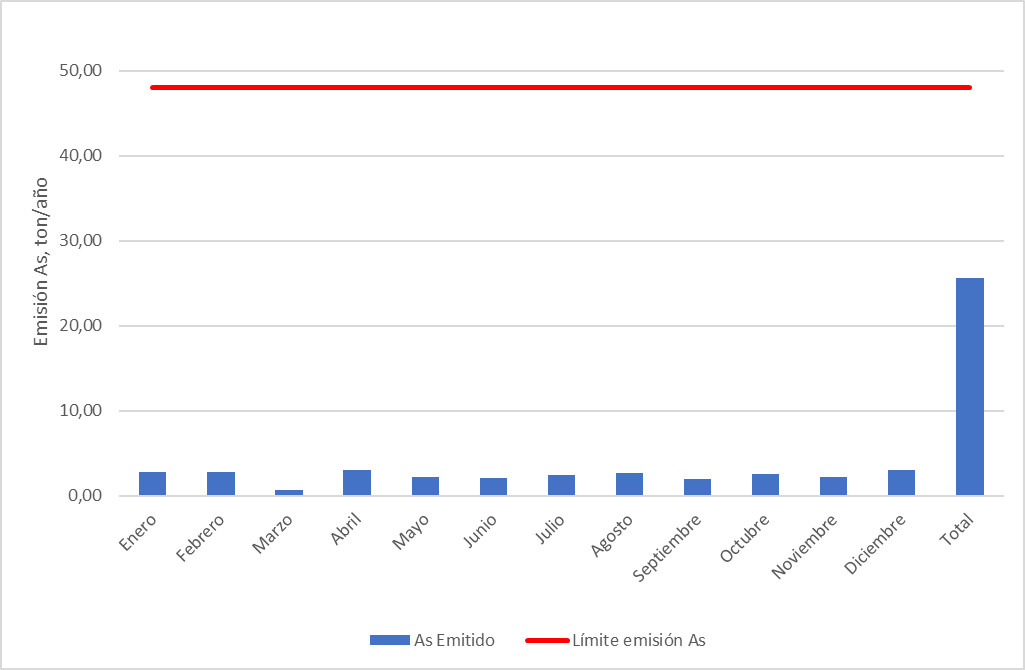 50,00
40,00
30,00
20,00
10,00
0,00
Emisión As, ton/año
Enero
Febrero
Marzo
Abril
Mayo
Junio
Julio
Agosto
Septiembre
Octubre
Noviembre
Diciembre
Total
As Emitido
Límite emisión As